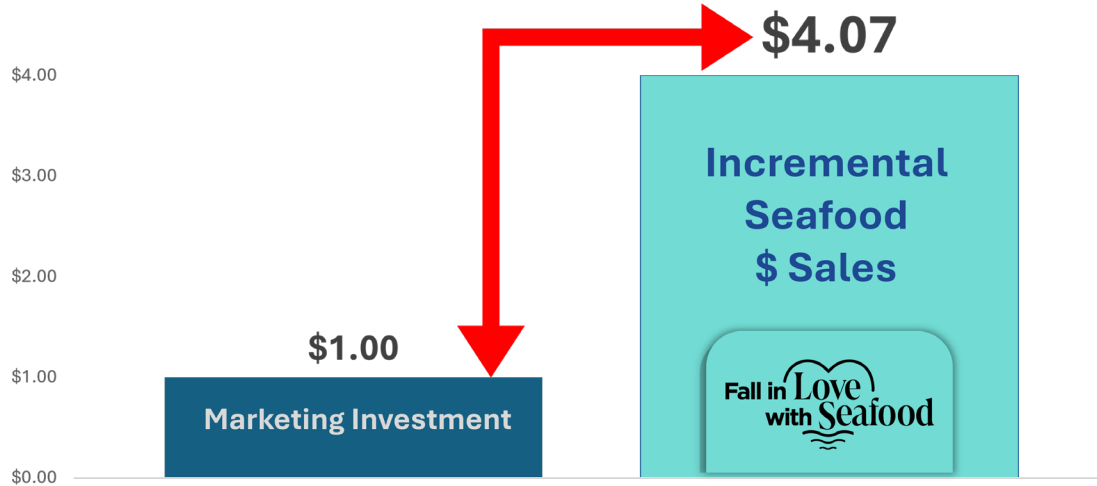 $4.07
$4.00
Incremental
$3.00
Seafood
$ Sales
$2.00
$1.00
$1.00
Marketing Investment
Fall in Love
with Seafood
$0.00